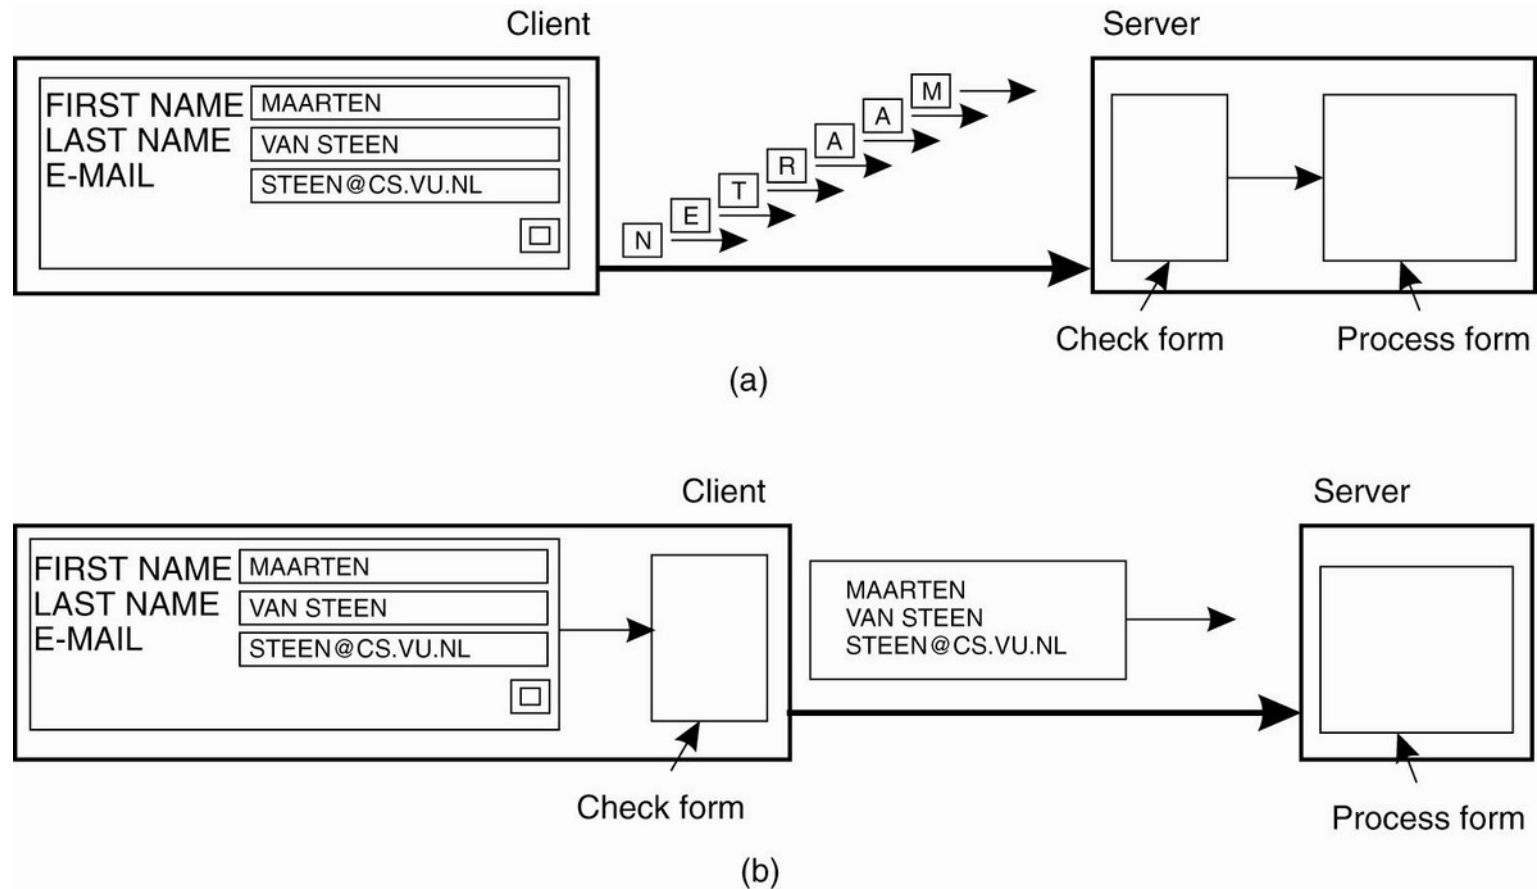 Client
Server
FIRST NAME MAARTEN
LAST NAME VAN STEEN
E-MAIL STEEN@CS.VU.NL
N E T R A A M
Check form
Process form
(a)
Client
Server
FIRST NAME MAARTEN
LAST NAME VAN STEEN
E-MAIL STEEN@CS.VU.NL
MAARTEN
VAN STEEN
STEEN@CS.VU.NL
Check form
Process form
(b)